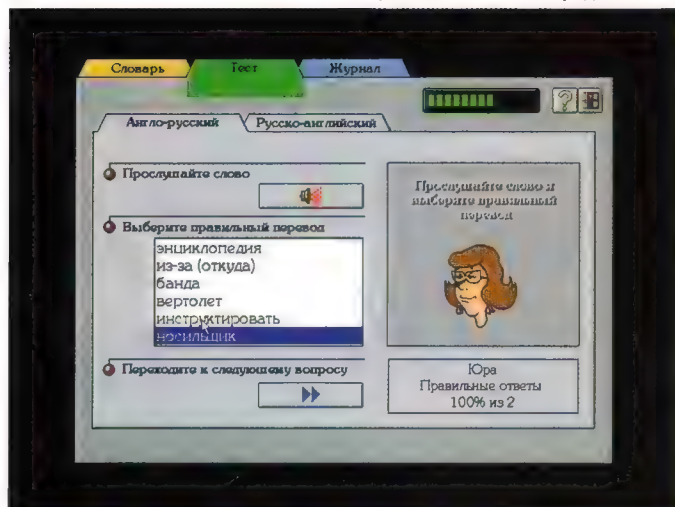 Словарь
Тест
Журнал
Англо-русский
Русско-английский
Прослушайте слово
Выберите правильный перевод
энциклопедия
из-за (откуда)
банда
вертолет
инструктировать
носильщик
Переходите к следующему вопросу
Прослушайте слово и
выберите правильный
перевод
Юра
Правильные ответы
100% из 2